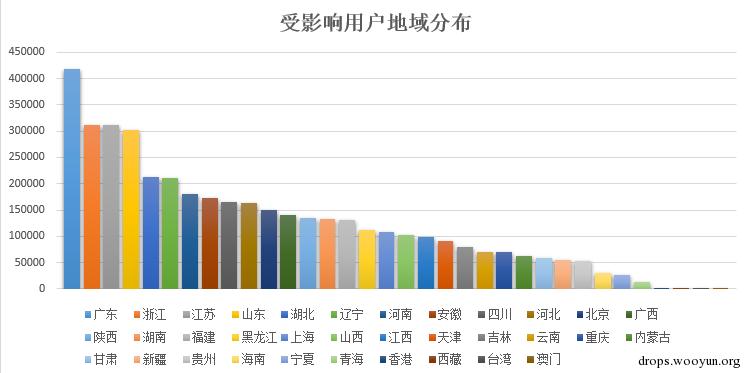 受影响用户地域分布
450000
400000
350000
300000
250000
200000
150000
100000
50000
0
广东 浙江 江苏 山东 湖北 辽宁 河南 安徽 四川 河北 北京 广西
陕西 湖南 福建 黑龙江 上海 山西 江西 天津 吉林 云南 重庆 内蒙古
甘肃 新疆 贵州 海南 宁夏 青海 香港 西藏 台湾 澳门
drops.wooyun.org